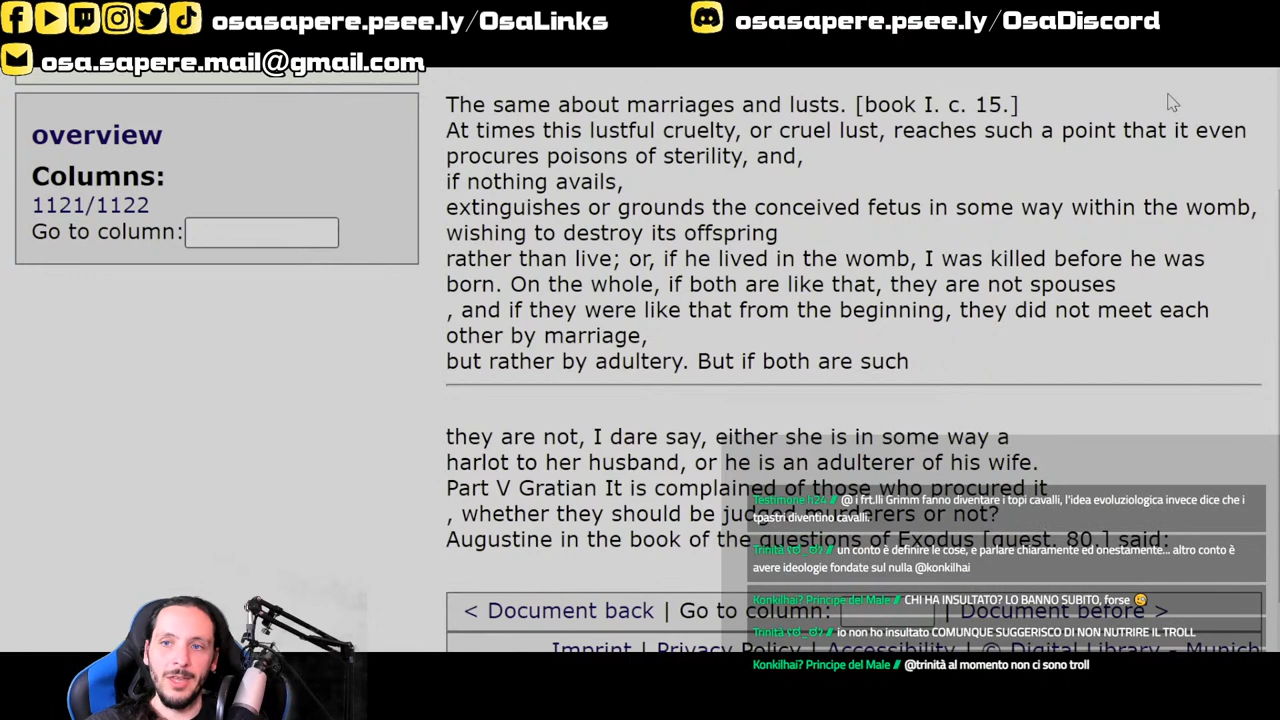 osasapere.psee.ly/OsaLinks
osasapere.psee.ly/OsaDiscord
osa.sapere.mail@gmail.com
overview
Columns:
1121/1122
Go to column:
The same about marriages and lusts. [book I. c. 15.]
At times this lustful cruelty, or cruel lust, reaches such a point that it even
procures poisons of sterility, and,
if nothing avails,
extinguishes or grounds the conceived fetus in some way within the womb,
wishing to destroy its offspring
rather than live; or, if he lived in the womb, I was killed before he was
born. On the whole, if both are like that, they are not spouses
, and if they were like that from the beginning, they did not meet each
other by marriage,
but rather by adultery. But if both are such
they are not, I dare say, either she is in some way a
harlot to her husband, or he is an adulterer of his wife.
Part V Gratian It is complained of those who procured it
, whether they should be judged murderers or not?
Augustine in the book of the questions of Exodus [quest. 80.] said:
< Document back | Go to column: | Document before >
Imprint | Privacy Policy | Accessibility | © Digital Library - Munich
Testimone h24 // @ i frt.lli Grimm fanno diventare i topi cavalli, l'idea evoluziologica invece dice che i
tpastri diventino cavalli.
Trinità // un conto è definire le cose, e parlare chiaramente ed onestamente... altro conto è
avere ideologie fondate sul nulla @konkilhai
Konkilhai? Principe del Male // CHI HA INSULTATO? LO BANNO SUBITO, forse 🧐
Trinità // io non ho insultato COMUNQUE SUGGERISCO DI NON NUTRIRE IL TROLL
Konkilhai? Principe del Male // @trinità al momento non ci sono troll